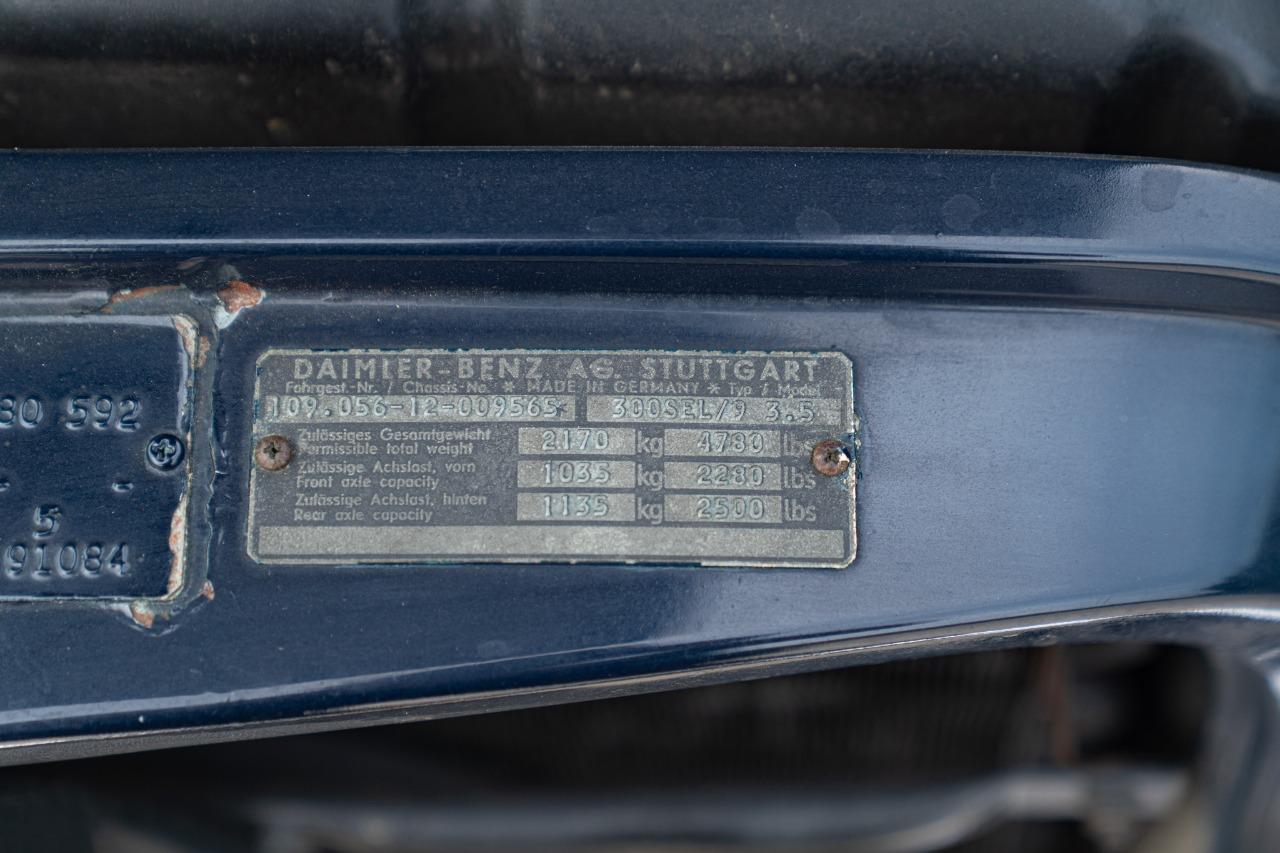 DAIMLER-BENZ AG. STUTTGART
Fahrgest.-Nr. / Chassis-No. * MADE IN GERMANY * Typ / Model
109.056-12-009565* 300SEL/9 3.5
Zulässiges Gesamtgewicht
Permissible total weight 2170 kg 4780 lbs
Zulässige Achslast, vorn
Front axle capacity 1035 kg 2280 lbs
Zulässige Achslast, hinten
Rear axle capacity 1135 kg 2500 lbs
80 592
- -
5
91084